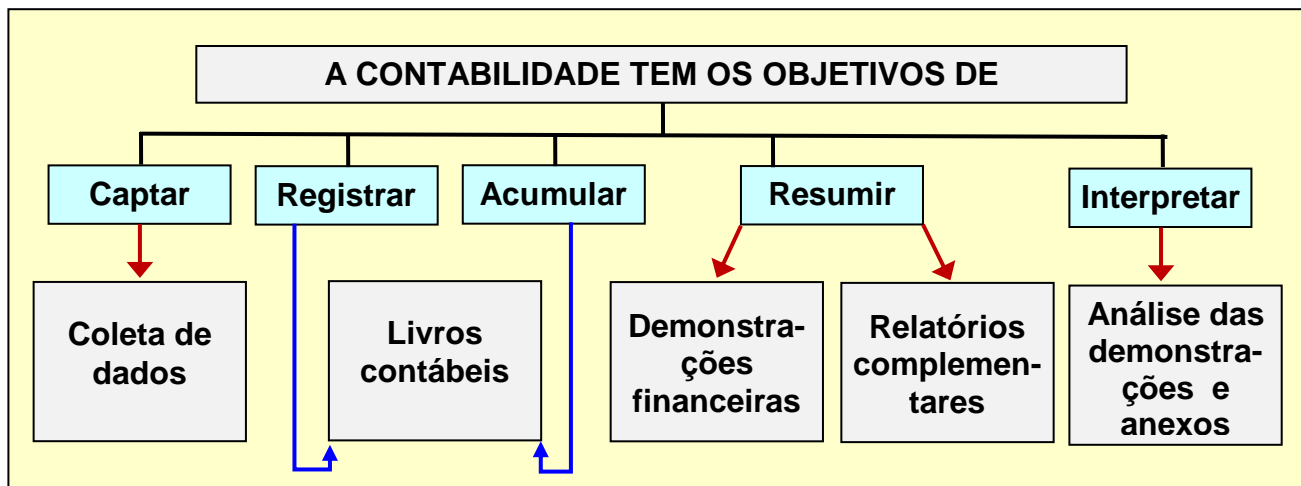 A CONTABILIDADE TEM OS OBJETIVOS DE
Captar
Registrar
Acumular
Resumir
Interpretar
Coleta de
dados
Livros
contábeis
Demonstra-
ções
financeiras
Relatórios
complemen-
tares
Análise das
demonstra-
ções e
anexos